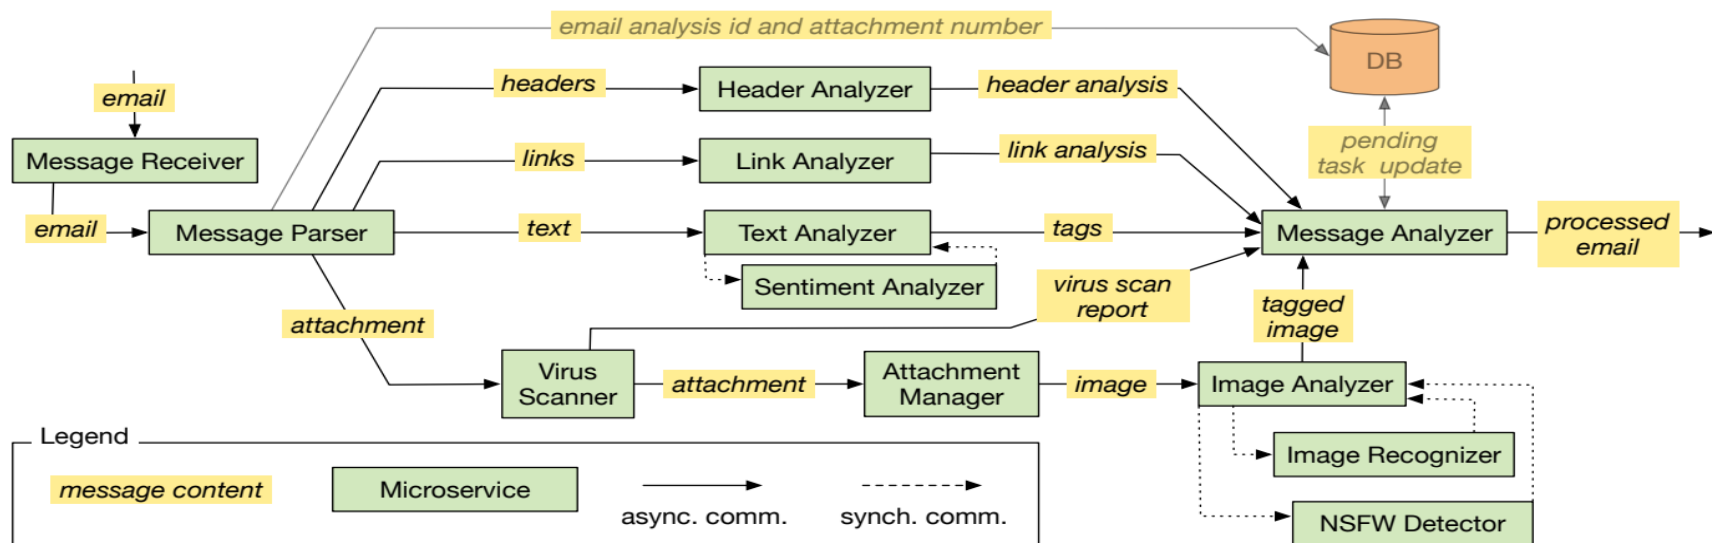 email analysis id and attachment number
DB
email
headers
Header Analyzer
header analysis
Message Receiver
links
Link Analyzer
link analysis
pending
task update
email
Message Parser
text
Text Analyzer
tags
Message Analyzer
processed
email
Sentiment Analyzer
virus scan
report
tagged
image
attachment
Virus
Scanner
attachment
Attachment
Manager
image
Image Analyzer
Image Recognizer
NSFW Detector
Legend
message content
Microservice
async. comm.
synch. comm.